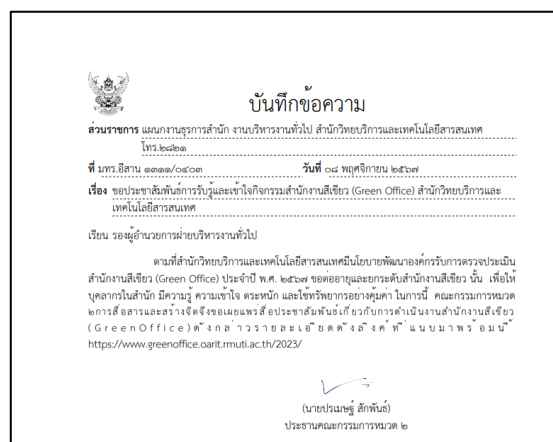 บันทึกข้อความ
ส่วนราชการ แผนกงานธุรการสำนัก งานบริหารงานทั่วไป สำนักวิทยบริการและเทคโนโลยีสารสนเทศ
โทร.๒๘๒๑
ที่ มทร.อีสาน ๑๓๑๑/๐๔๐๓ วันที่ ๐๘ พฤศจิกายน ๒๕๖๗
เรื่อง ขอประชาสัมพันธ์การรับรู้และเข้าใจกิจกรรมสำนักงานสีเขียว (Green Office) สำนักวิทยบริการและ
เทคโนโลยีสารสนเทศ
เรียน รองผู้อำนวยการฝ่ายบริหารงานทั่วไป
ตามที่สำนักวิทยบริการและเทคโนโลยีสารสนเทศมีนโยบายพัฒนาองค์กรรับการตรวจประเมิน
สำนักงานสีเขียว (Green Office) ประจำปี พ.ศ. ๒๕๖๗ ขอต่ออายุและยกระดับสำนักงานสีเขียว นั้น เพื่อให้
บุคลากรในสำนัก มีความรู้ ความเข้าใจ ตระหนัก และใช้ทรัพยากรอย่างคุ้มค่า ในการนี้ คณะกรรมการหมวด
๒การสื่อสารและสร้างจิตจึงขอเผยแพร่สื่อประชาสัมพันธ์เกี่ยวกับการดำเนินงานสำนักงานสีเขียว
(GreenOffice)ดังกล่าวรายละเอียดดังลิงค์ที่แนบมาพร้อมนี้
https://www.greenoffice.oarit.rmuti.ac.th/2023/
(นายปรเมษฐ์ สักพันธ์)
ประธานคณะกรรมการหมวด ๒